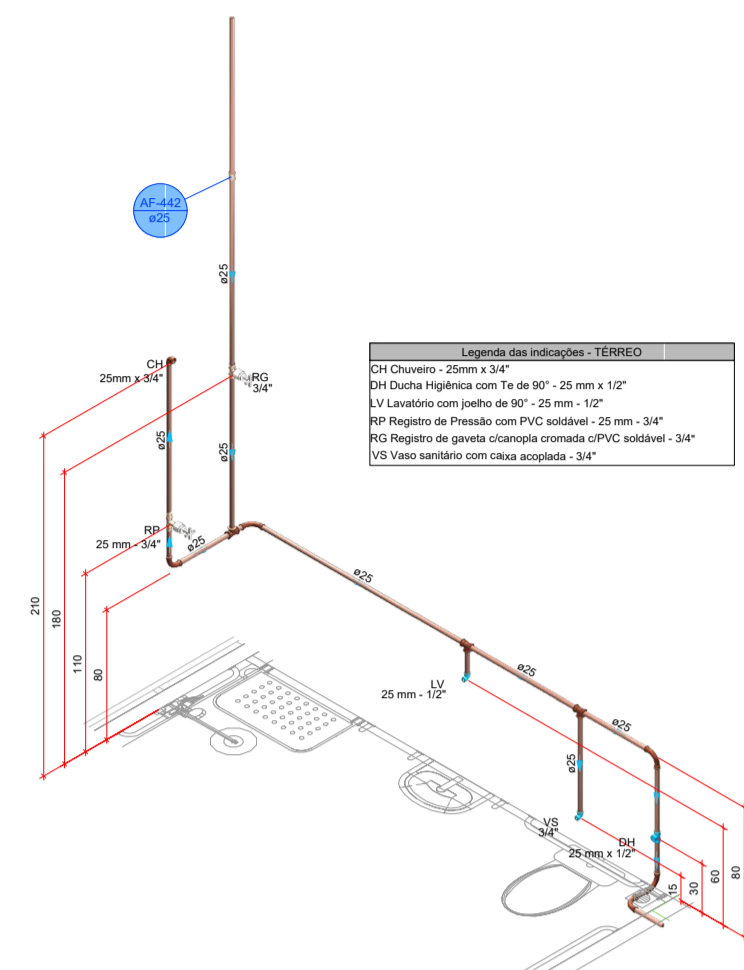 AF-442
ø25
ø25
CH
25mm x 3/4"
RG
3/4"
ø25
ø25
RP
25 mm - 3/4"
ø25
Legenda das indicações - TÉRREO
CH Chuveiro - 25mm x 3/4"
DH Ducha Higiênica com Te de 90° - 25 mm x 1/2"
LV Lavatório com joelho de 90° - 25 mm - 1/2"
RP Registro de Pressão com PVC soldável - 25 mm - 3/4"
RG Registro de gaveta c/canopla cromada c/PVC soldável - 3/4"
VS Vaso sanitário com caixa acoplada - 3/4"
ø25
210
180
110
80
LV
25 mm - 1/2"
ø25
ø25
ø25
VS
3/4"
DH
25 mm x 1/2"
15
30
60
80